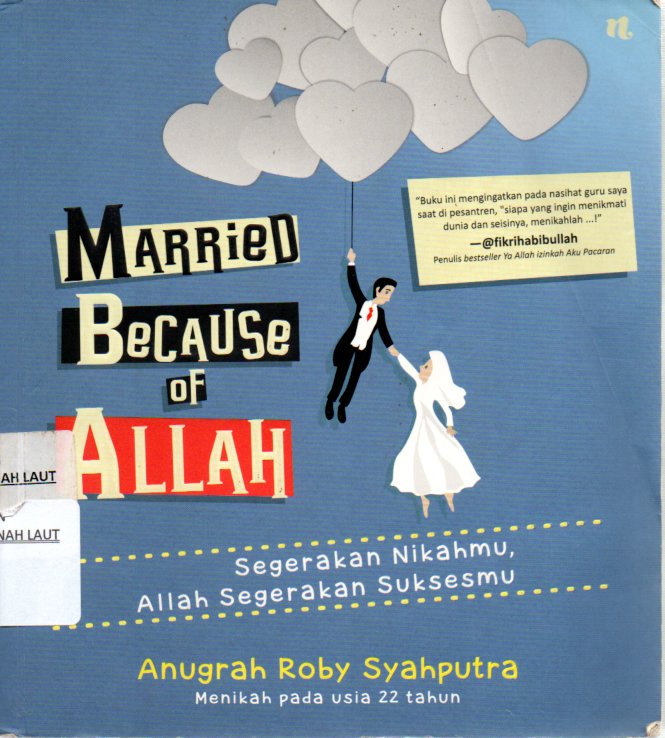 n.
"Buku ini mengingatkan pada nasihat guru saya
saat di pesantren, "siapa yang ingin menikmati
dunia dan seisinya, menikahlah ...!"
—@fikrihabibullah
Penulis bestseller Ya Allah izinkah Aku Pacaran
MARRIED
BECAUSE
OF
ALLAH
AH LAUT
NAH LAUT
Segerakan Nikahmu,
Allah Segerakan Suksesmu
Anugrah Roby Syahputra
Menikah pada usia 22 tahun